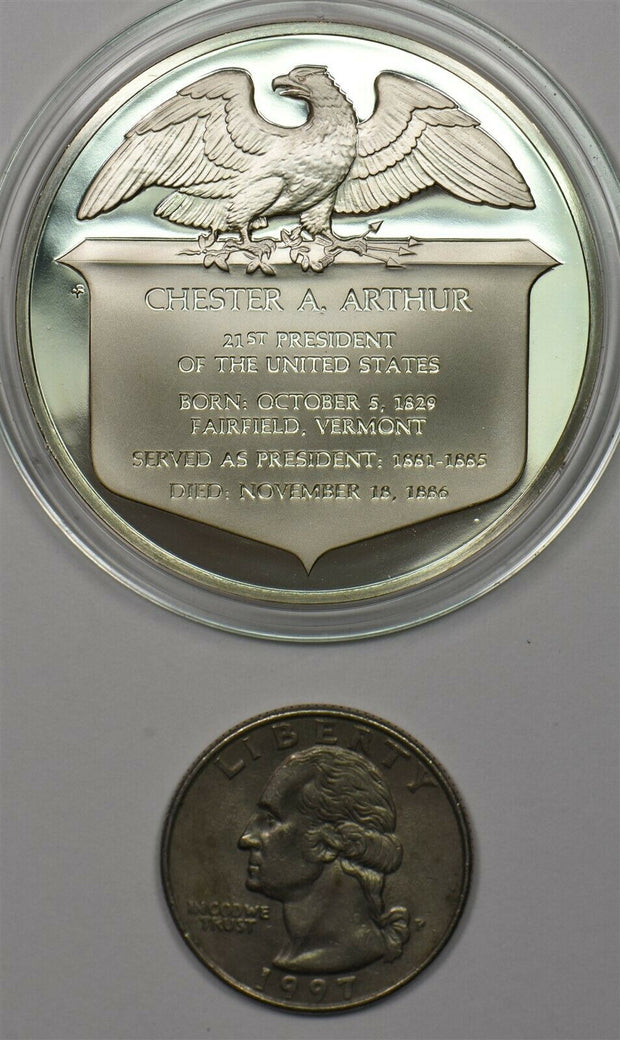 CHESTER A. ARTHUR
21ST PRESIDENT
OF THE UNITED STATES
BORN: OCTOBER 5, 1829
FAIRFIELD, VERMONT
SERVED AS PRESIDENT: 1881-1885
DIED: NOVEMBER 18, 1886
LIBERTY
IN GOD WE
TRUST
P
1997